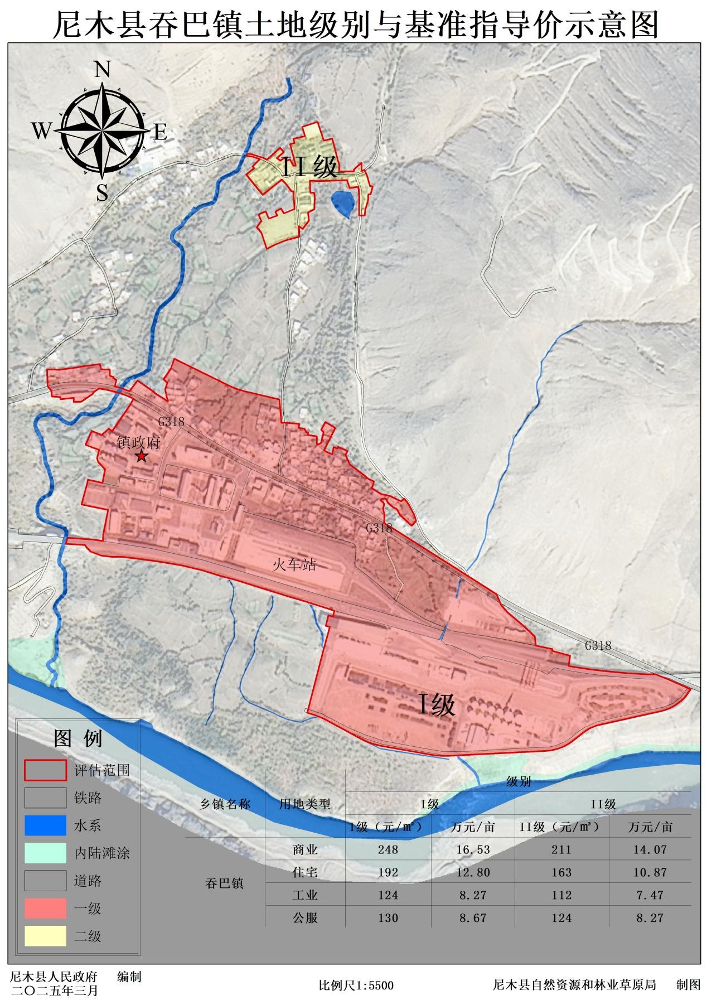 尼木县吞巴镇土地级别与基准指导价示意图
N
W
E
S
II级
G318
镇政府
G318
火车站
G318
I级
图 例
评估范围
铁路
水系
内陆滩涂
道路
一级
二级
级别
乡镇名称 用地类型 I级 II级
I级（元/㎡） 万元/亩 II级（元/㎡） 万元/亩
商业 248 16.53 211 14.07
住宅 192 12.80 163 10.87
吞巴镇
工业 124 8.27 112 7.47
公服 130 8.67 124 8.27
尼木县人民政府 编制
二〇二五年三月
比例尺1:5500
尼木县自然资源和林业草原局 制图